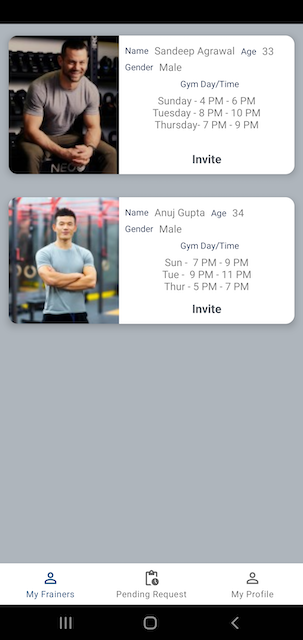 Name Sandeep Agrawal Age 33
Gender Male
Gym Day/Time
Sunday - 4 PM - 6 PM
Tuesday - 8 PM - 10 PM
Thursday- 7 PM - 9 PM
Invite
NEO
Name Anuj Gupta Age 34
Gender Male
Gym Day/Time
Sun - 7 PM - 9 PM
Tue - 9 PM - 11 PM
Thur - 5 PM - 7 PM
Invite
My Frainers Pending Request My Profile